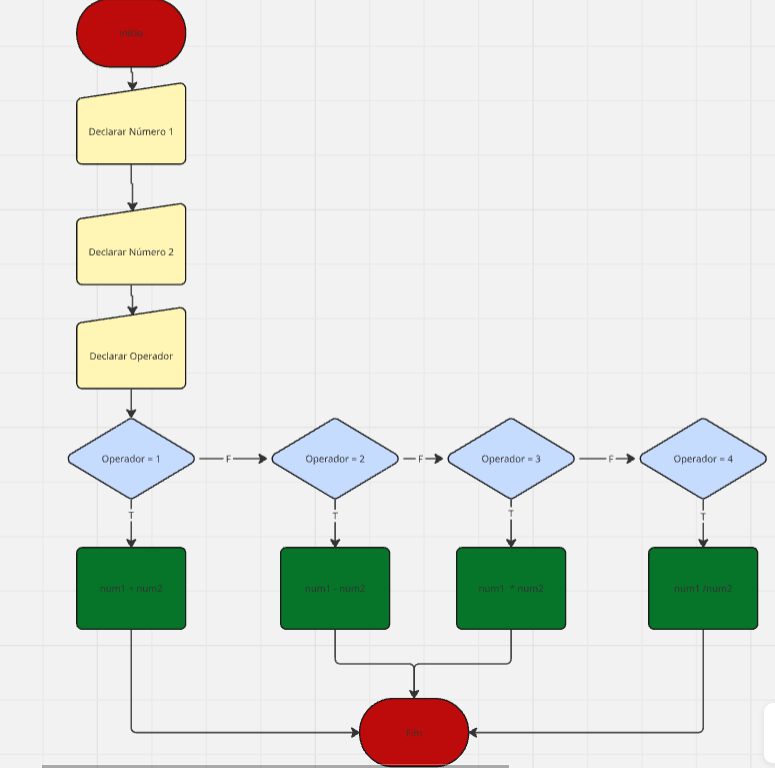 Inicio
Declarar Número 1
Declarar Número 2
Declarar Operador
Operador = 1
F
Operador = 2
F
Operador = 3
F
Operador = 4
T
T
T
T
num1 + num2
num1 - num2
num1 * num2
num1 /num2